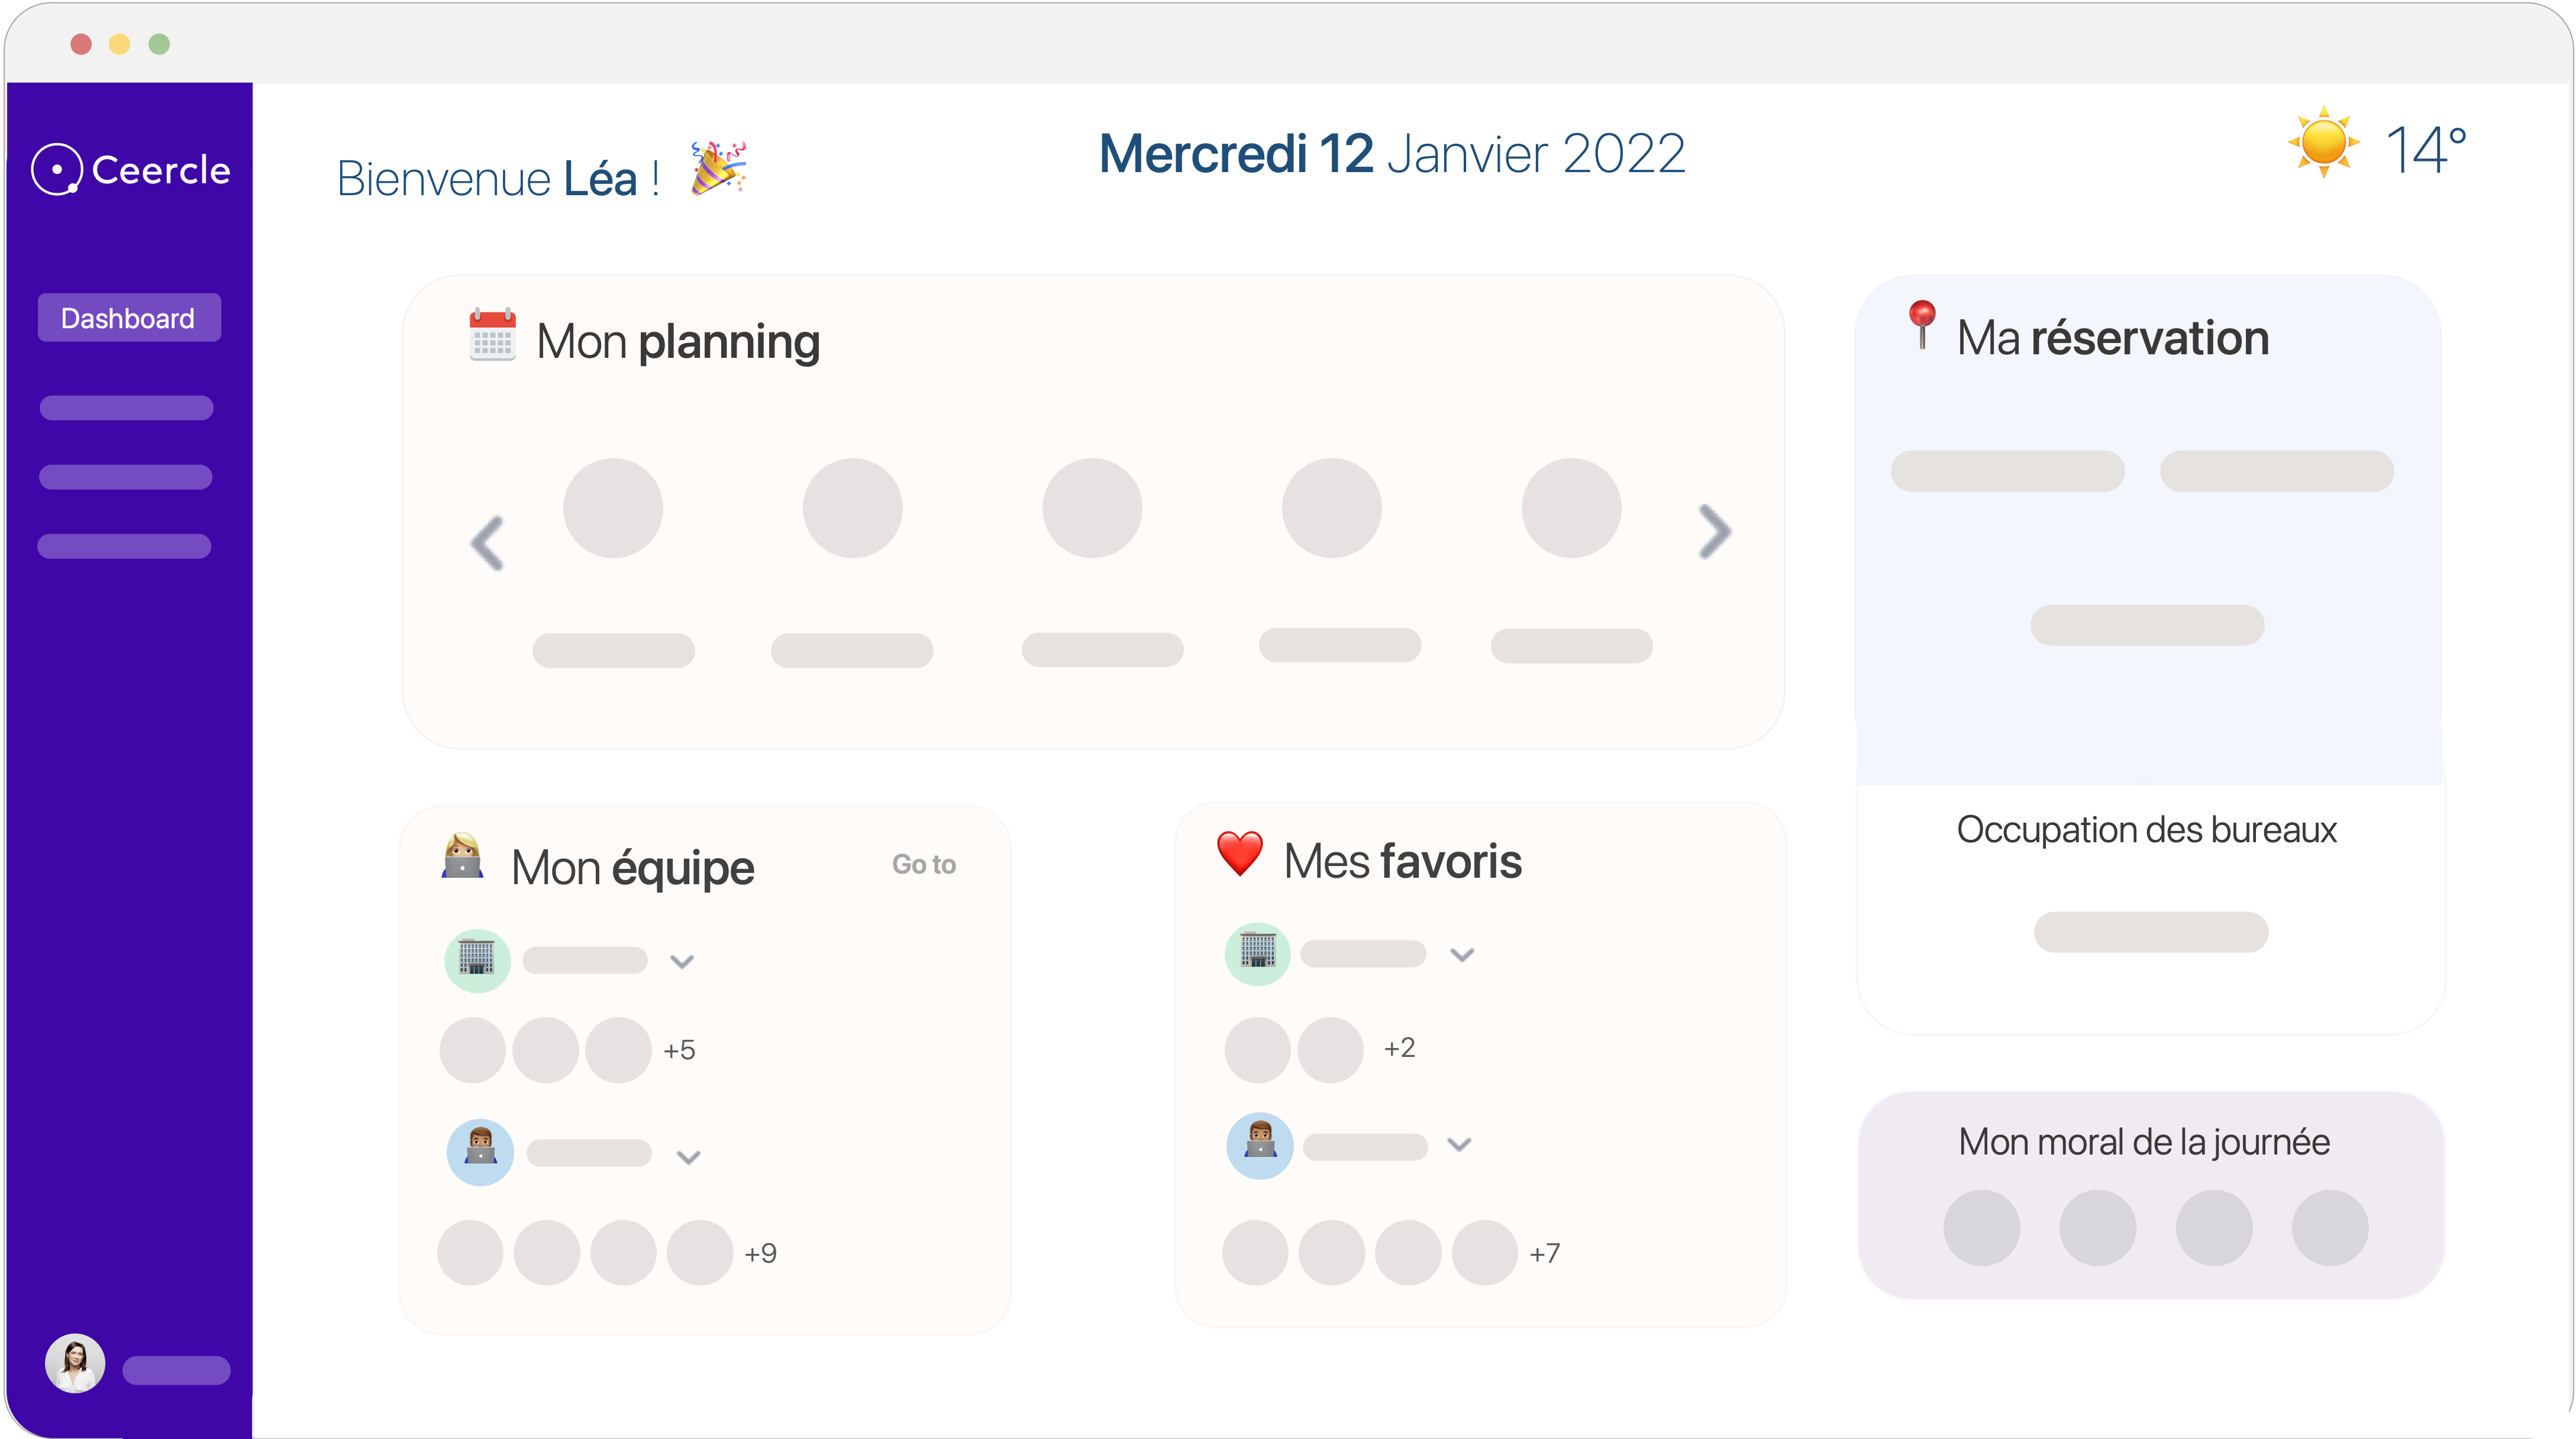 Ceercle
Bienvenue Léa !
Mercredi 12 Janvier 2022
14°
Dashboard
Mon planning
Ma réservation
Occupation des bureaux
Mon équipe
Go to
+5
+9
Mes favoris
+2
+7
Mon moral de la journée